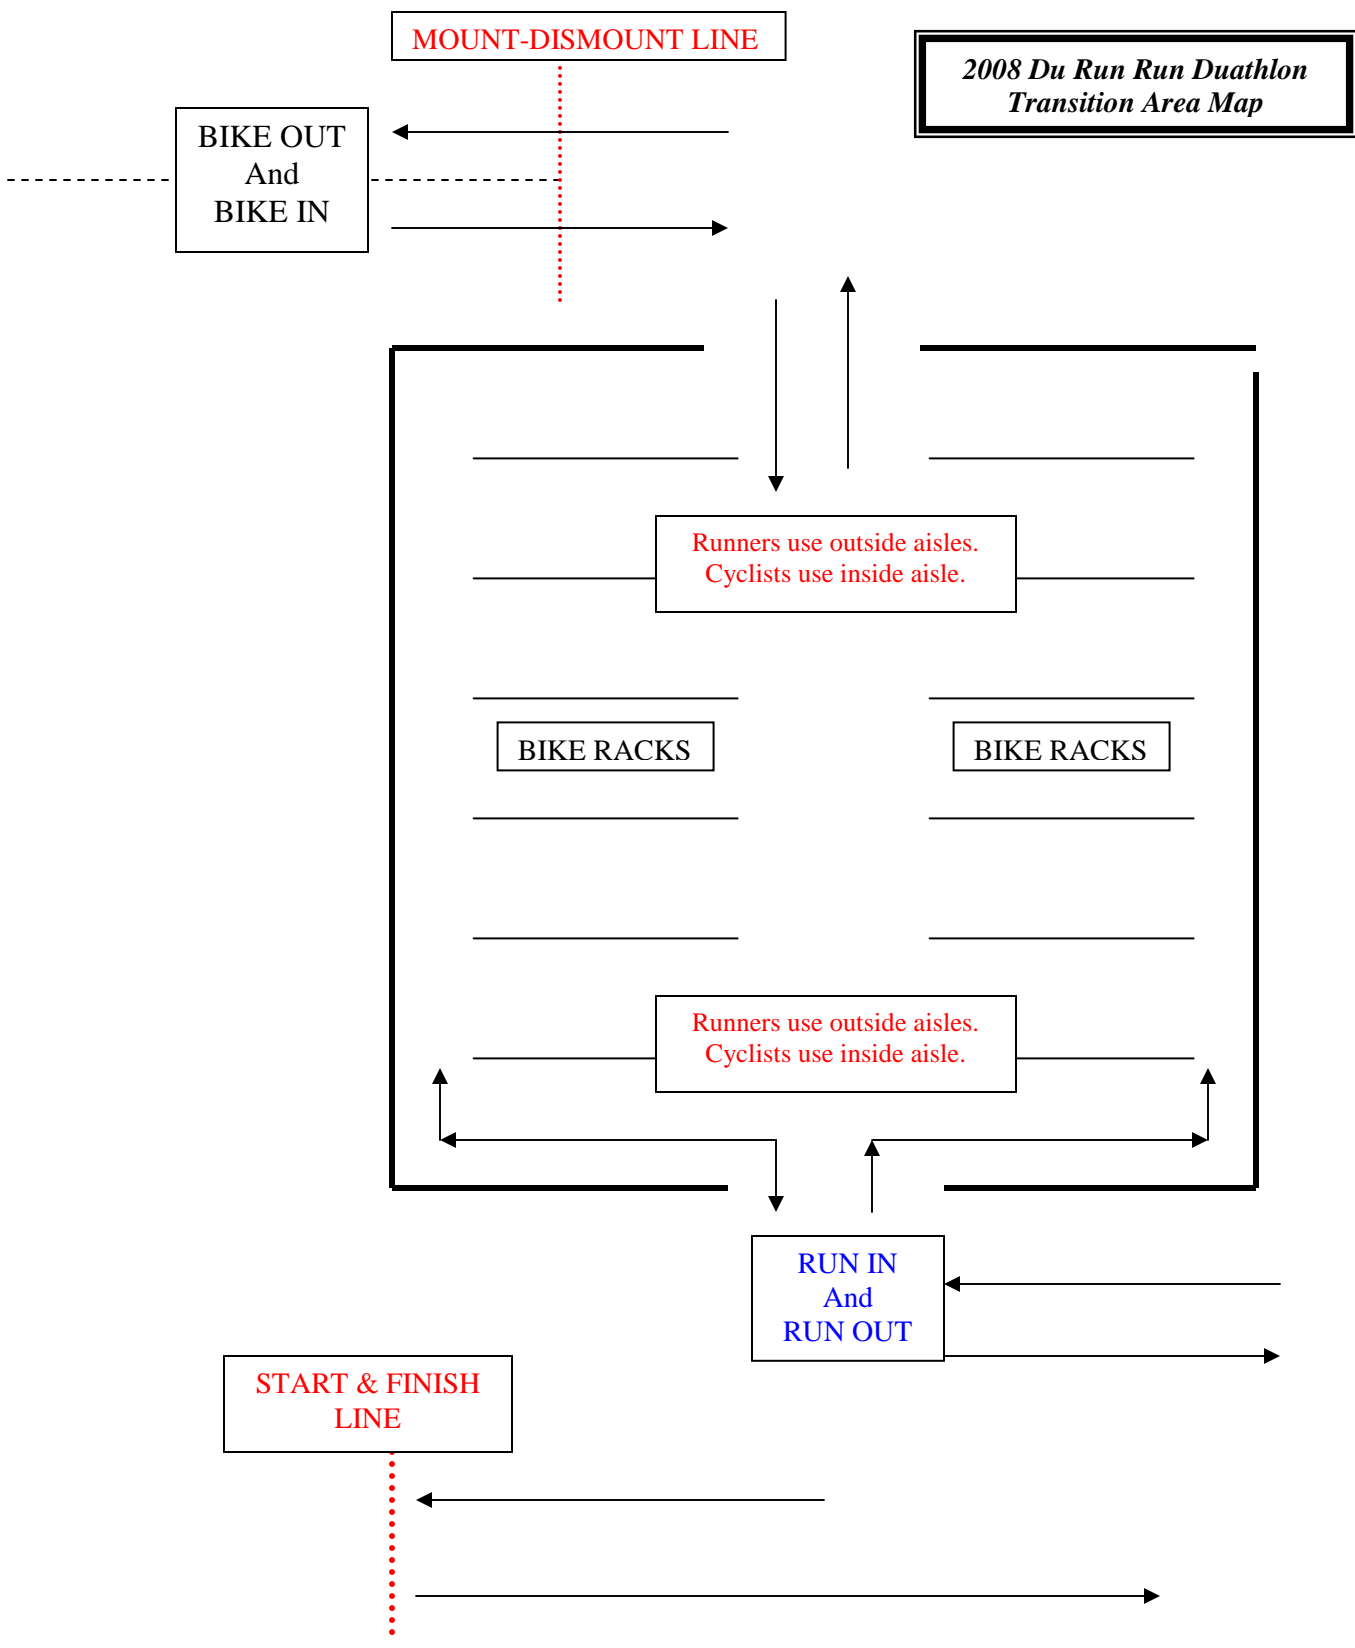 MOUNT-DISMOUNT LINE
2008 Du Run Run Duathlon
Transition Area Map
BIKE OUT
And
BIKE IN
Runners use outside aisles.
Cyclists use inside aisle.
BIKE RACKS
BIKE RACKS
Runners use outside aisles.
Cyclists use inside aisle.
RUN IN
And
RUN OUT
START & FINISH
LINE